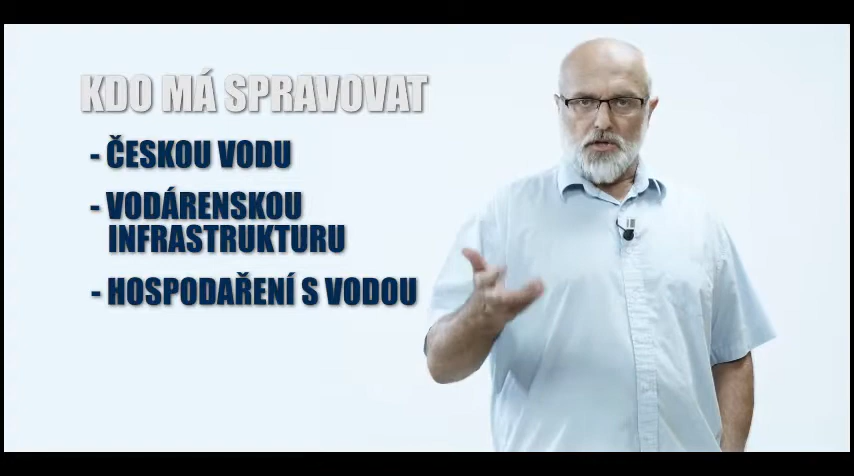 KDO MÁ SPRAVOVAT
- ČESKOU VODU
- VODÁRENSKOU
INFRASTRUKTURU
- HOSPODAŘENÍ S VODOU